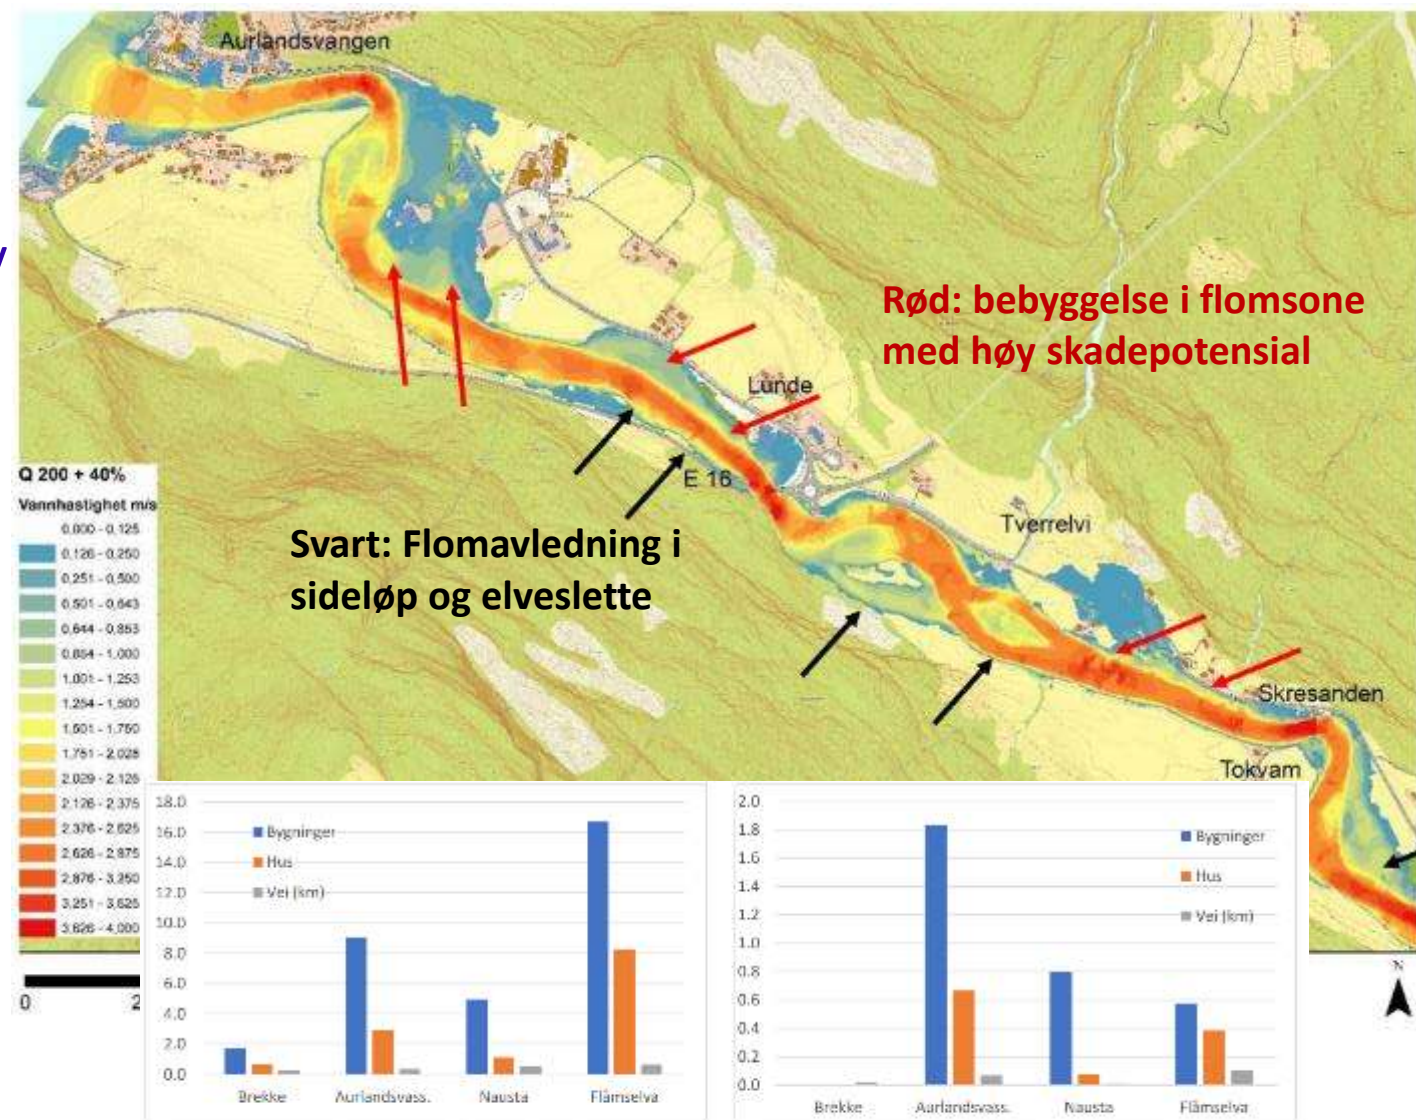 Aurlandsvangen
Rød: bebyggelse i flomsone
med høy skadepotensial
Lunde
E 16
Tverrelvi
Svart: Flomavledning i
sideløp og elveslette
Skresanden
Tokvam
Q 200 + 40%
Vannhastighet m/s
0,000 - 0,125
0,126 - 0,250
0,251 - 0,500
0,501 - 0,643
0,644 - 0,853
0,854 - 1,000
1,001 - 1,253
1,254 - 1,500
1,501 - 1,750
1,751 - 2,028
2,029 - 2,125
2,126 - 2,375
2,376 - 2,625
2,626 - 2,875
2,876 - 3,250
3,251 - 3,625
3,626 - 4,000
0 2
N
18.0
16.0
14.0
12.0
10.0
8.0
6.0
4.0
2.0
0.0
Bygninger
Hus
Vei (km)
Brekke Aurlandsvass. Nausta Flåmselva
2.0
1.8
1.6
1.4
1.2
1.0
0.8
0.6
0.4
0.2
0.0
Bygninger
Hus
Vei (km)
Brekke Aurlandsvass. Nausta Flåmselva